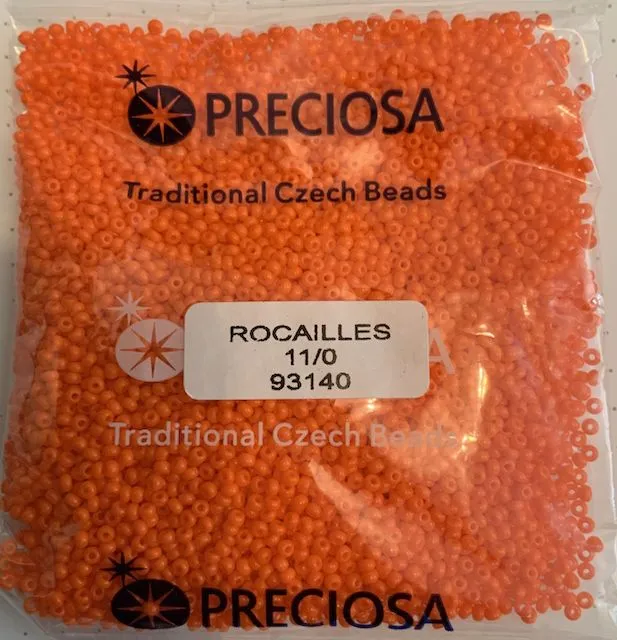 PRECIOSA
Traditional Czech Beads
ROCAILLES
11/0
93140
A
Traditional Czech Beads
PRECIOSA